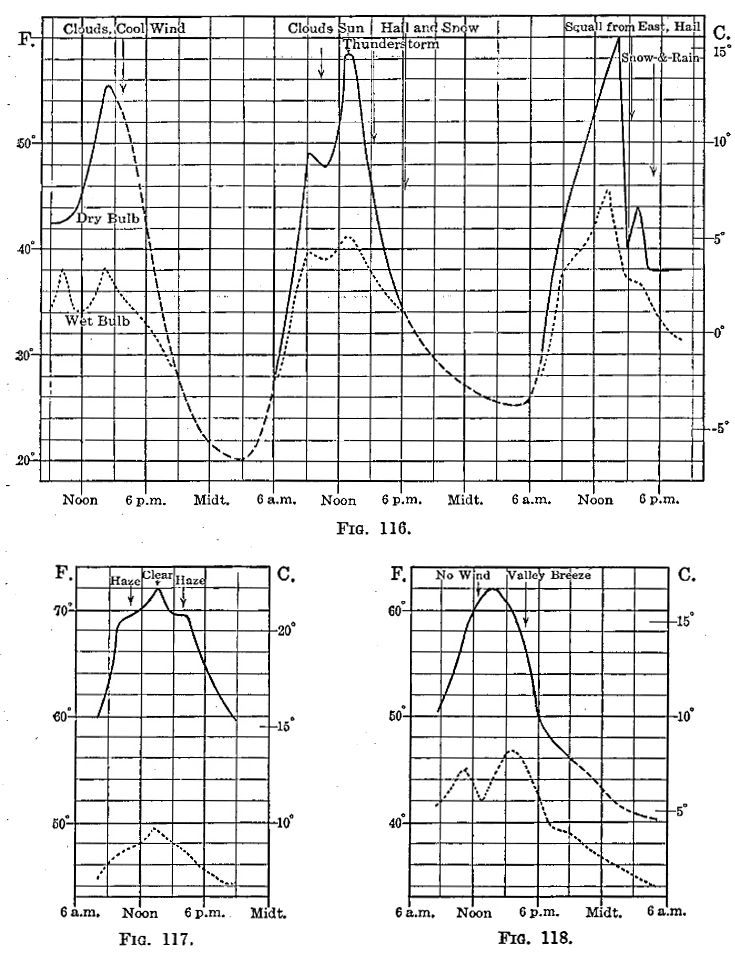 Clouds, Cool Wind Clouds Sun Hail and Snow Squall from East, Hail
F. C.
Thunderstorm
15°
Snow & Rain
50° 10°
Dry Bulb
40° 5°
Wet Bulb
0°
30°
-5°
20°
Noon 6 p.m. Midt. 6 a.m. Noon 6 p.m. Midt. 6 a.m. Noon 6 p.m.
FIG. 116.
F. Haze Clear Haze C.
70°
20°
60°
15°
50° 10°
6 a.m. Noon 6 p.m. Midt.
FIG. 117.
F. No Wind Valley Breeze C.
60°
15°
50° 10°
5°
40°
6 a.m. Noon 6 p.m. Midt. 6 a.m.
FIG. 118.